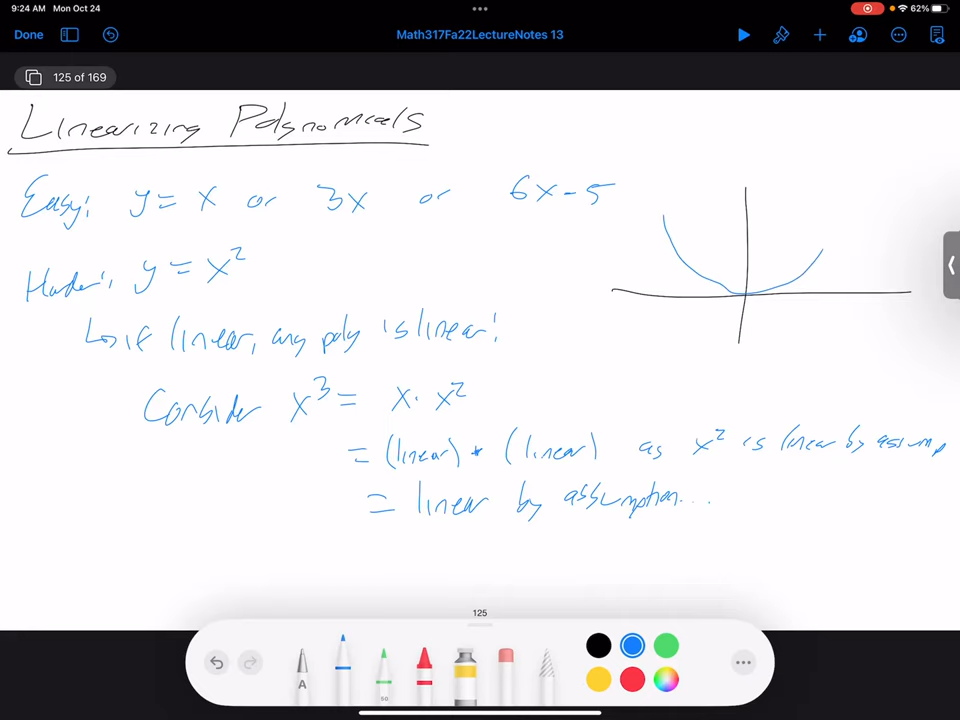 9:24 AM Mon Oct 24
62%
Done
Math317Fa22LectureNotes 13
125 of 169
Linearizing Polynomials
Easy: y = x or 3x or 6x - 5
Harder: y = x²
↳ if linear, any poly is linear!
Consider x³ = x · x²
= (linear) * (linear) as x² is linear by assump
= linear by assumption...
125
A
50